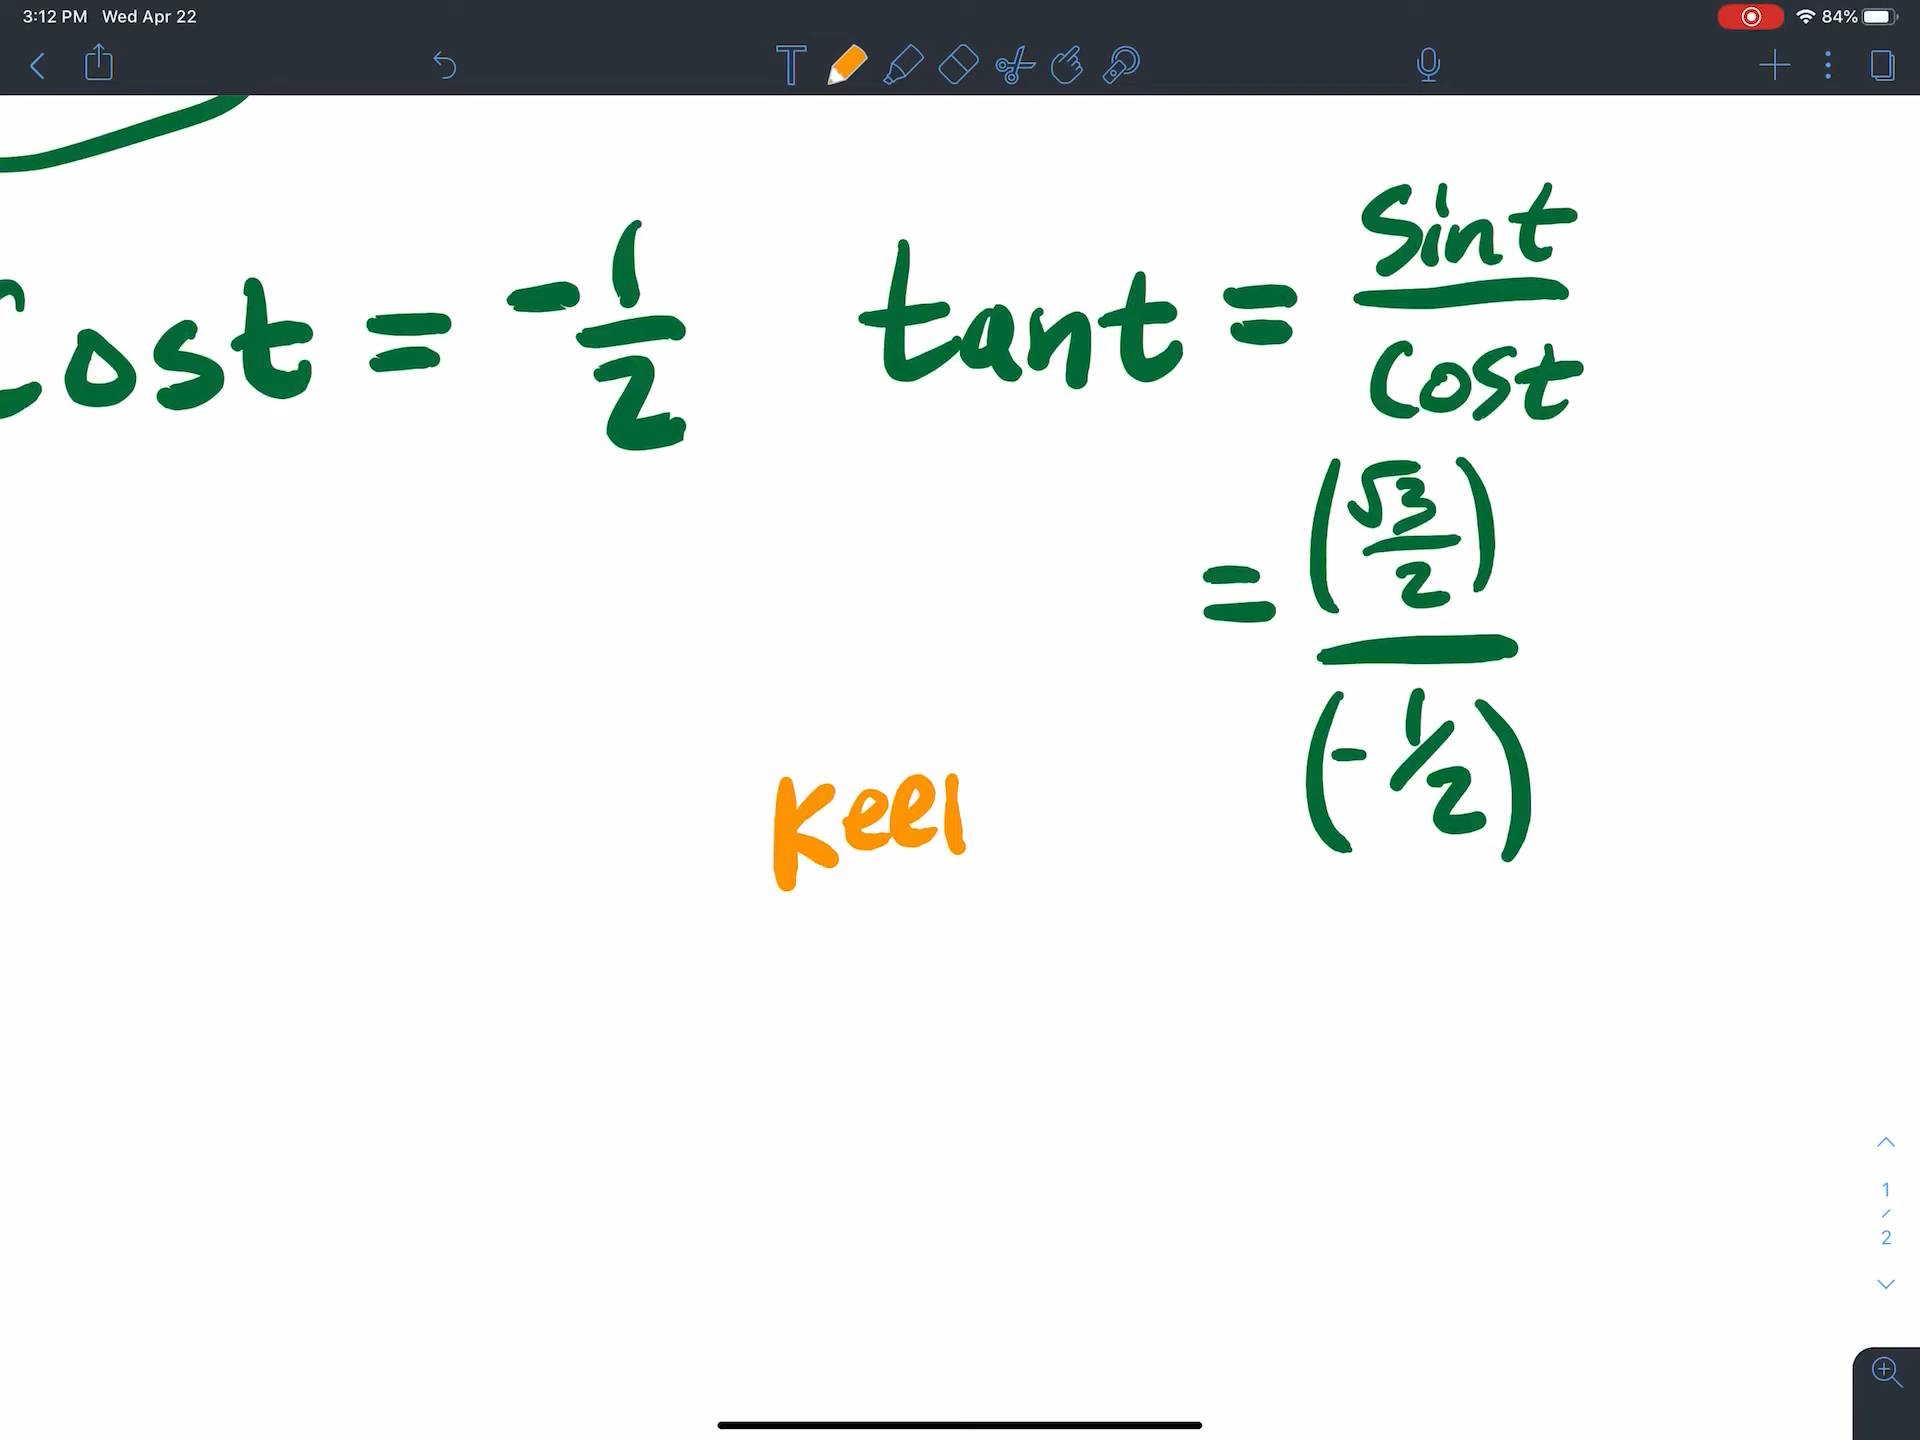 3:12 PM Wed Apr 22
84%
T
Cost = -1/2
tant = sint/cost
= (√3/2)/(-1/2)
Keel
1
/
2